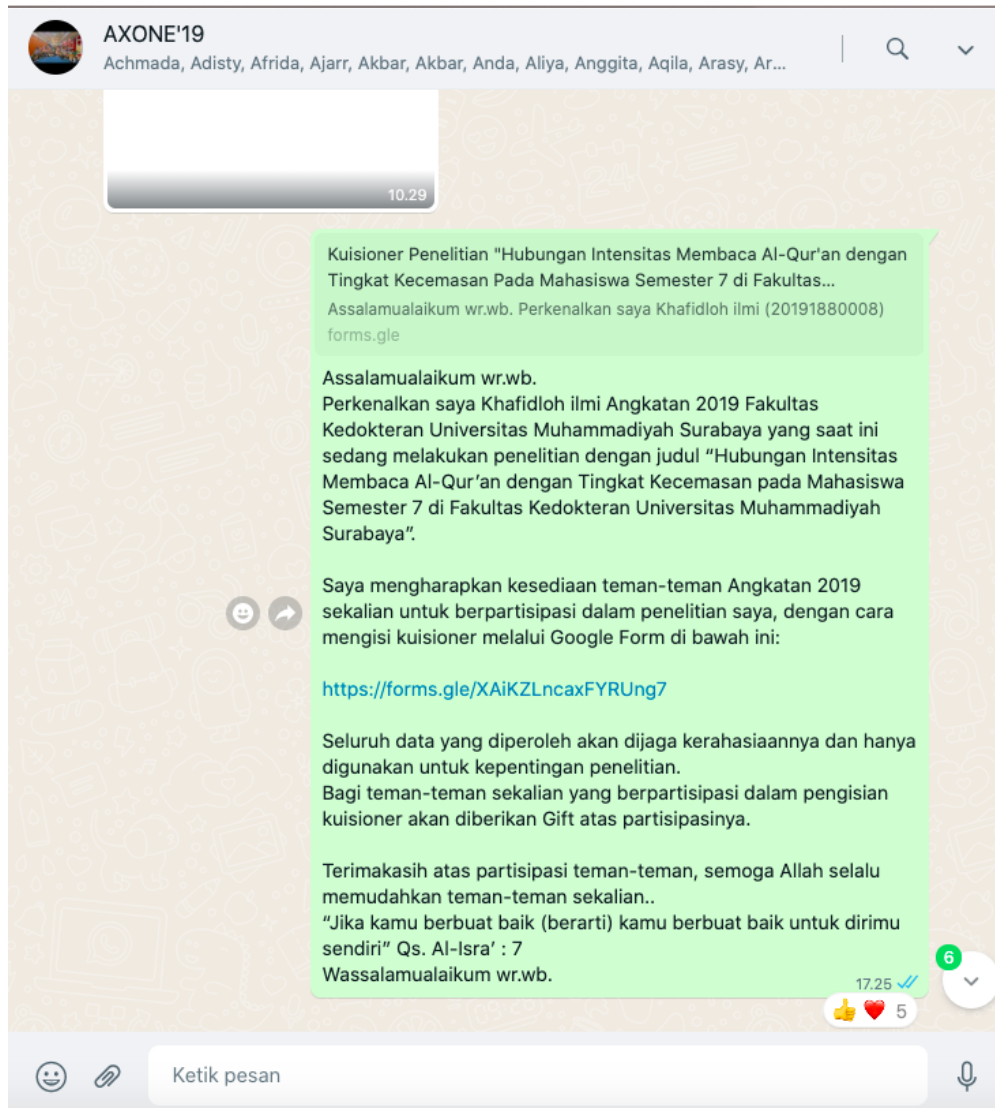 AXONE'19
Achmada, Adisty, Afrida, Ajarr, Akbar, Akbar, Anda, Aliya, Anggita, Aqila, Arasy, Ar...
10.29
Kuisioner Penelitian "Hubungan Intensitas Membaca Al-Qur'an dengan
Tingkat Kecemasan Pada Mahasiswa Semester 7 di Fakultas...
Assalamualaikum wr.wb. Perkenalkan saya Khafidloh ilmi (20191880008)
forms.gle
Assalamualaikum wr.wb.
Perkenalkan saya Khafidloh ilmi Angkatan 2019 Fakultas
Kedokteran Universitas Muhammadiyah Surabaya yang saat ini
sedang melakukan penelitian dengan judul “Hubungan Intensitas
Membaca Al-Qur’an dengan Tingkat Kecemasan pada Mahasiswa
Semester 7 di Fakultas Kedokteran Universitas Muhammadiyah
Surabaya”.
Saya mengharapkan kesediaan teman-teman Angkatan 2019
sekalian untuk berpartisipasi dalam penelitian saya, dengan cara
mengisi kuisioner melalui Google Form di bawah ini:
https://forms.gle/XAiKZLncaxFYRUng7
Seluruh data yang diperoleh akan dijaga kerahasiaannya dan hanya
digunakan untuk kepentingan penelitian.
Bagi teman-teman sekalian yang berpartisipasi dalam pengisian
kuisioner akan diberikan Gift atas partisipasinya.
Terimakasih atas partisipasi teman-teman, semoga Allah selalu
memudahkan teman-teman sekalian..
“Jika kamu berbuat baik (berarti) kamu berbuat baik untuk dirimu
sendiri” Qs. Al-Isra’ : 7
Wassalamualaikum wr.wb.
17.25
6
5
Ketik pesan